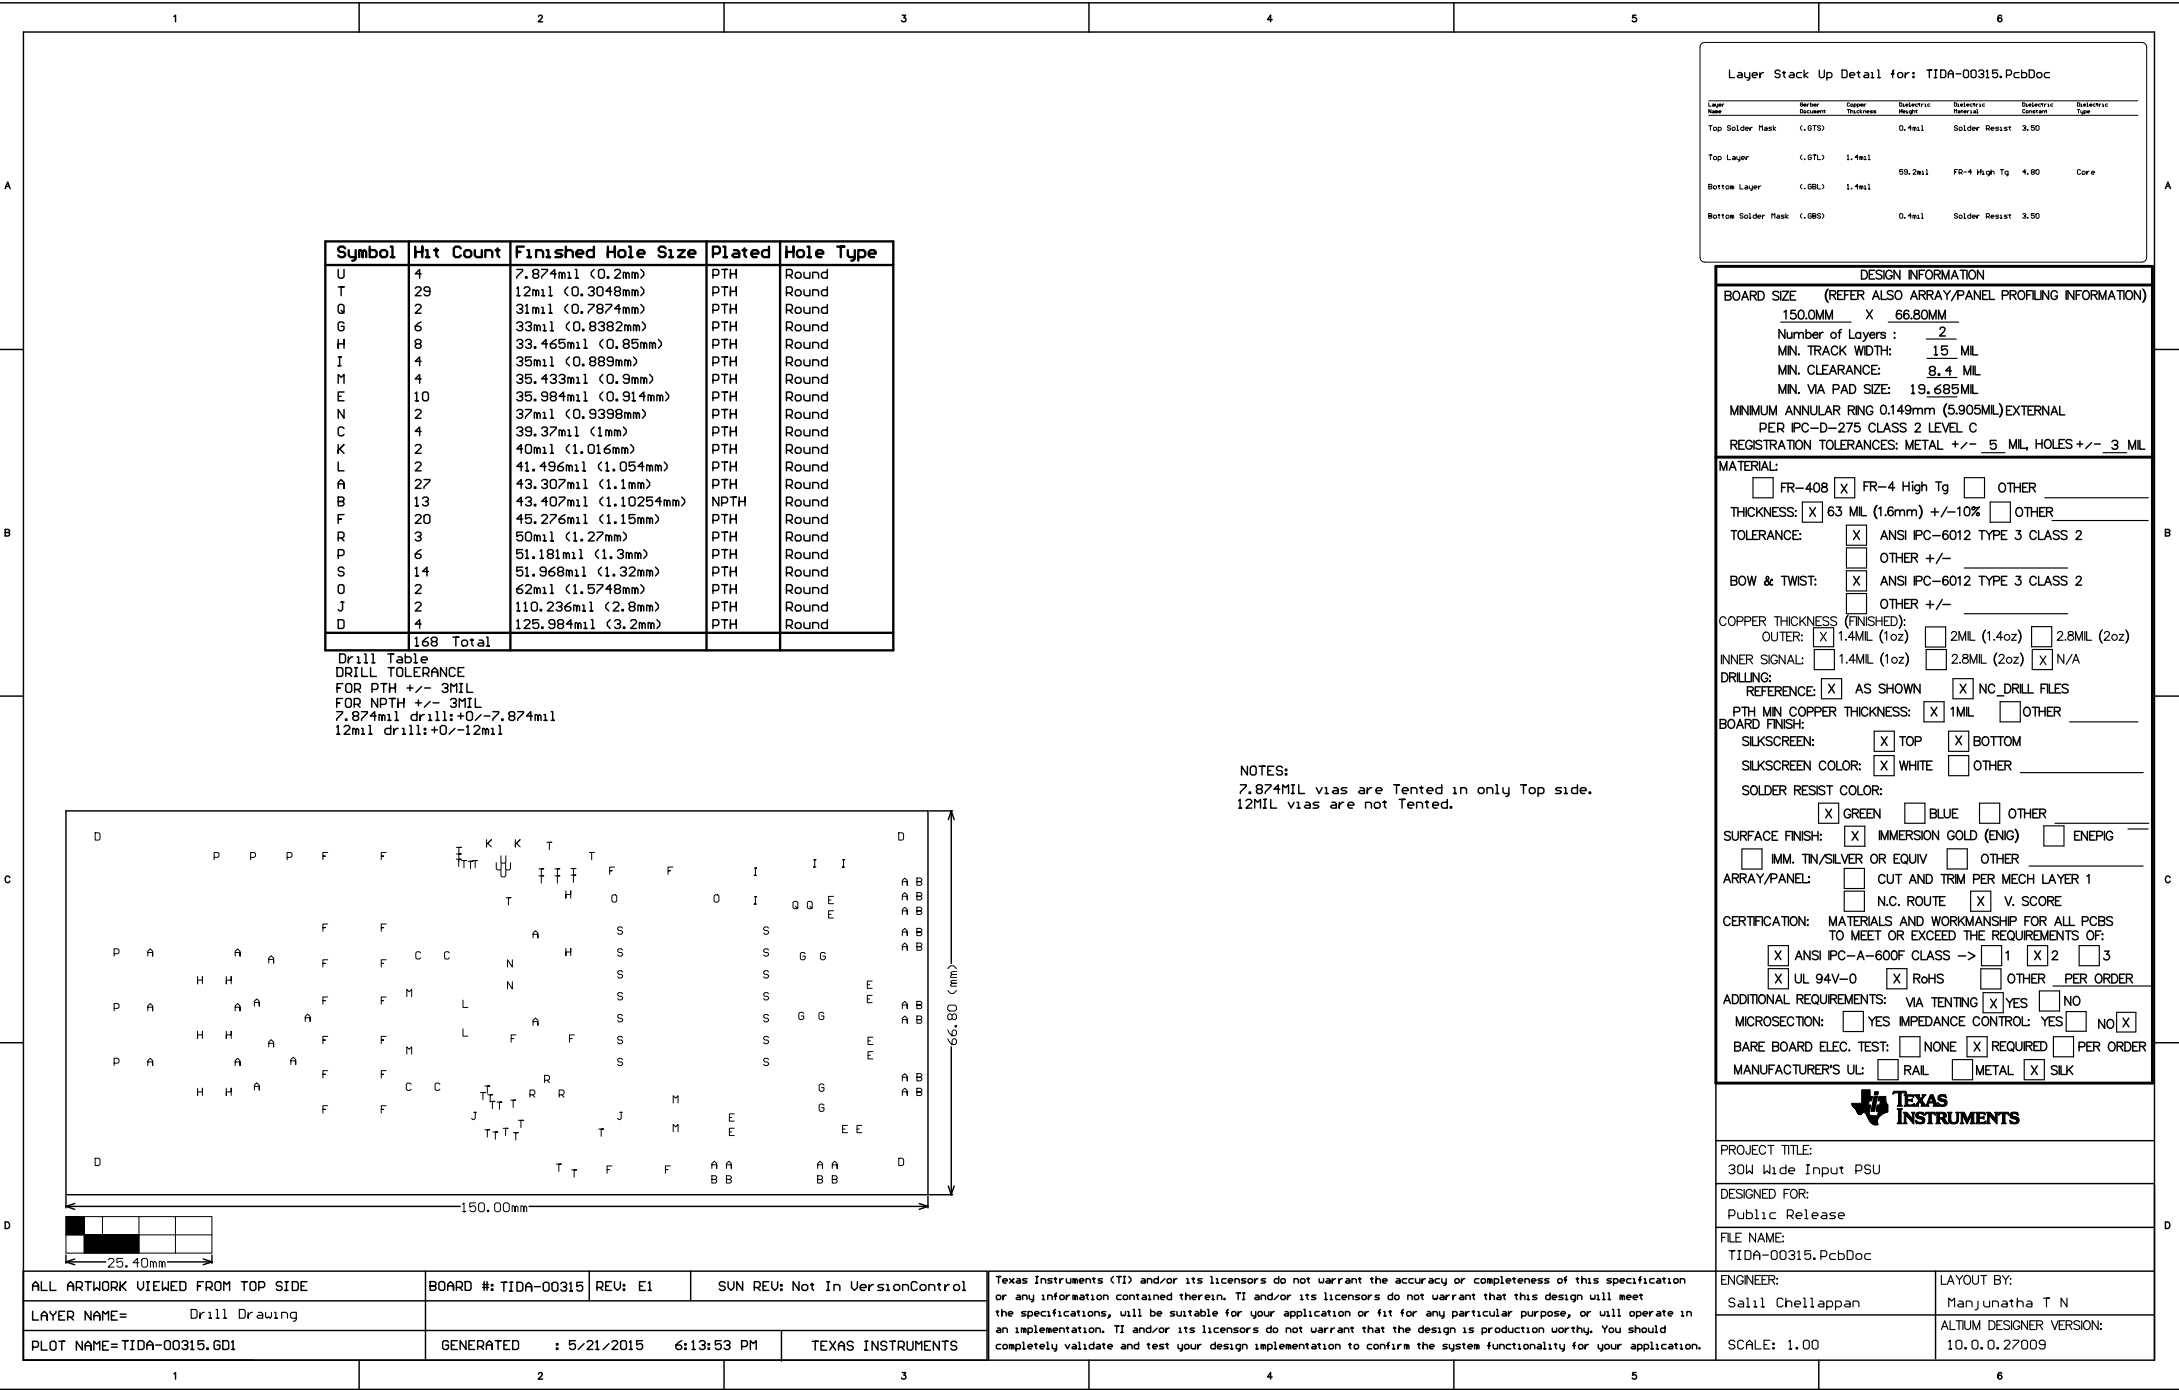 1 2 3 4 5 6
Layer Stack Up Detail for: TIDA-00315.PcbDoc
Layer Name Gerber Document Copper Thickness Dielectric Weight Dielectric Material Dielectric Constant Dielectric Type
Top Solder Mask (.GTS) 0.4mil Solder Resist 3.50
Top Layer (.GTL) 1.4mil
59.2mil FR-4 High Tg 4.80 Core
Bottom Layer (.GBL) 1.4mil
Bottom Solder Mask (.GBS) 0.4mil Solder Resist 3.50
A A
Symbol Hit Count Finished Hole Size Plated Hole Type
U 4 7.874mil (0.2mm) PTH Round
T 29 12mil (0.3048mm) PTH Round
Q 2 31mil (0.7874mm) PTH Round
G 6 33mil (0.8382mm) PTH Round
H 8 33.465mil (0.85mm) PTH Round
I 4 35mil (0.889mm) PTH Round
M 4 35.433mil (0.9mm) PTH Round
E 10 35.984mil (0.914mm) PTH Round
N 2 37mil (0.9398mm) PTH Round
C 4 39.37mil (1mm) PTH Round
K 2 40mil (1.016mm) PTH Round
L 2 41.496mil (1.054mm) PTH Round
A 27 43.307mil (1.1mm) PTH Round
B 13 43.407mil (1.10254mm) NPTH Round
F 20 45.276mil (1.15mm) PTH Round
R 3 50mil (1.27mm) PTH Round
P 6 51.181mil (1.3mm) PTH Round
S 14 51.968mil (1.32mm) PTH Round
O 2 62mil (1.5748mm) PTH Round
J 2 110.236mil (2.8mm) PTH Round
D 4 125.984mil (3.2mm) PTH Round
168 Total
Drill Table
DRILL TOLERANCE
FOR PTH +/- 3MIL
FOR NPTH +/- 3MIL
7.874mil drill:+0/-7.874mil
12mil drill:+0/-12mil
B B
NOTES:
7.874MIL vias are Tented in only Top side.
12MIL vias are not Tented.
DESIGN INFORMATION
BOARD SIZE (REFER ALSO ARRAY/PANEL PROFILING INFORMATION)
150.0MM X 66.80MM
Number of Layers : 2
MIN. TRACK WIDTH: 15 MIL
MIN. CLEARANCE: 8.4 MIL
MIN. VIA PAD SIZE: 19.685MIL
MINIMUM ANNULAR RING 0.149mm (5.905MIL) EXTERNAL
PER IPC-D-275 CLASS 2 LEVEL C
REGISTRATION TOLERANCES: METAL +/- 5 MIL, HOLES +/- 3 MIL
MATERIAL:
FR-408 X FR-4 High Tg OTHER
THICKNESS: X 63 MIL (1.6mm) +/-10% OTHER
TOLERANCE: X ANSI IPC-6012 TYPE 3 CLASS 2
OTHER +/-
BOW & TWIST: X ANSI IPC-6012 TYPE 3 CLASS 2
OTHER +/-
COPPER THICKNESS (FINISHED):
OUTER: X 1.4MIL (1oz) 2MIL (1.4oz) 2.8MIL (2oz)
INNER SIGNAL: 1.4MIL (1oz) 2.8MIL (2oz) X N/A
DRILLING:
REFERENCE: X AS SHOWN X NC_DRILL FILES
PTH MIN COPPER THICKNESS: X 1MIL OTHER
BOARD FINISH:
SILKSCREEN: X TOP X BOTTOM
SILKSCREEN COLOR: X WHITE OTHER
SOLDER RESIST COLOR:
X GREEN BLUE OTHER
SURFACE FINISH: X IMMERSION GOLD (ENIG) ENEPIG
IMM. TIN/SILVER OR EQUIV OTHER
ARRAY/PANEL: CUT AND TRIM PER MECH LAYER 1
N.C. ROUTE X V. SCORE
CERTIFICATION: MATERIALS AND WORKMANSHIP FOR ALL PCBS
TO MEET OR EXCEED THE REQUIREMENTS OF:
X ANSI IPC-A-600F CLASS -> 1 X 2 3
X UL 94V-0 X RoHS OTHER PER ORDER
ADDITIONAL REQUIREMENTS: VIA TENTING X YES NO
MICROSECTION: YES IMPEDANCE CONTROL: YES NO X
BARE BOARD ELEC. TEST: NONE X REQUIRED PER ORDER
MANUFACTURER'S UL: RAIL METAL X SILK
TEXAS
INSTRUMENTS
PROJECT TITLE:
30W Wide Input PSU
DESIGNED FOR:
Public Release
FILE NAME:
TIDA-00315.PcbDoc
ENGINEER: LAYOUT BY:
Salil Chellappan Manjunatha T N
SCALE: 1.00 ALTIUM DESIGNER VERSION:
10.0.0.27009
C C
66.80 (mm)
150.00mm
25.40mm
D D
ALL ARTWORK VIEWED FROM TOP SIDE BOARD #: TIDA-00315 REV: E1 SUN REV: Not In VersionControl
LAYER NAME= Drill Drawing
PLOT NAME=TIDA-00315.GD1 GENERATED : 5/21/2015 6:13:53 PM TEXAS INSTRUMENTS
Texas Instruments (TI) and/or its licensors do not warrant the accuracy or completeness of this specification
or any information contained therein. TI and/or its licensors do not warrant that this design will meet
the specifications, will be suitable for your application or fit for any particular purpose, or will operate in
an implementation. TI and/or its licensors do not warrant that the design is production worthy. You should
completely validate and test your design implementation to confirm the system functionality for your application.
1 2 3 4 5 6